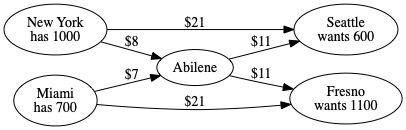 New York
has 1000
$21
Seattle
wants 600
$8
$11
Abilene
$7
$11
Miami
has 700
$21
Fresno
wants 1100